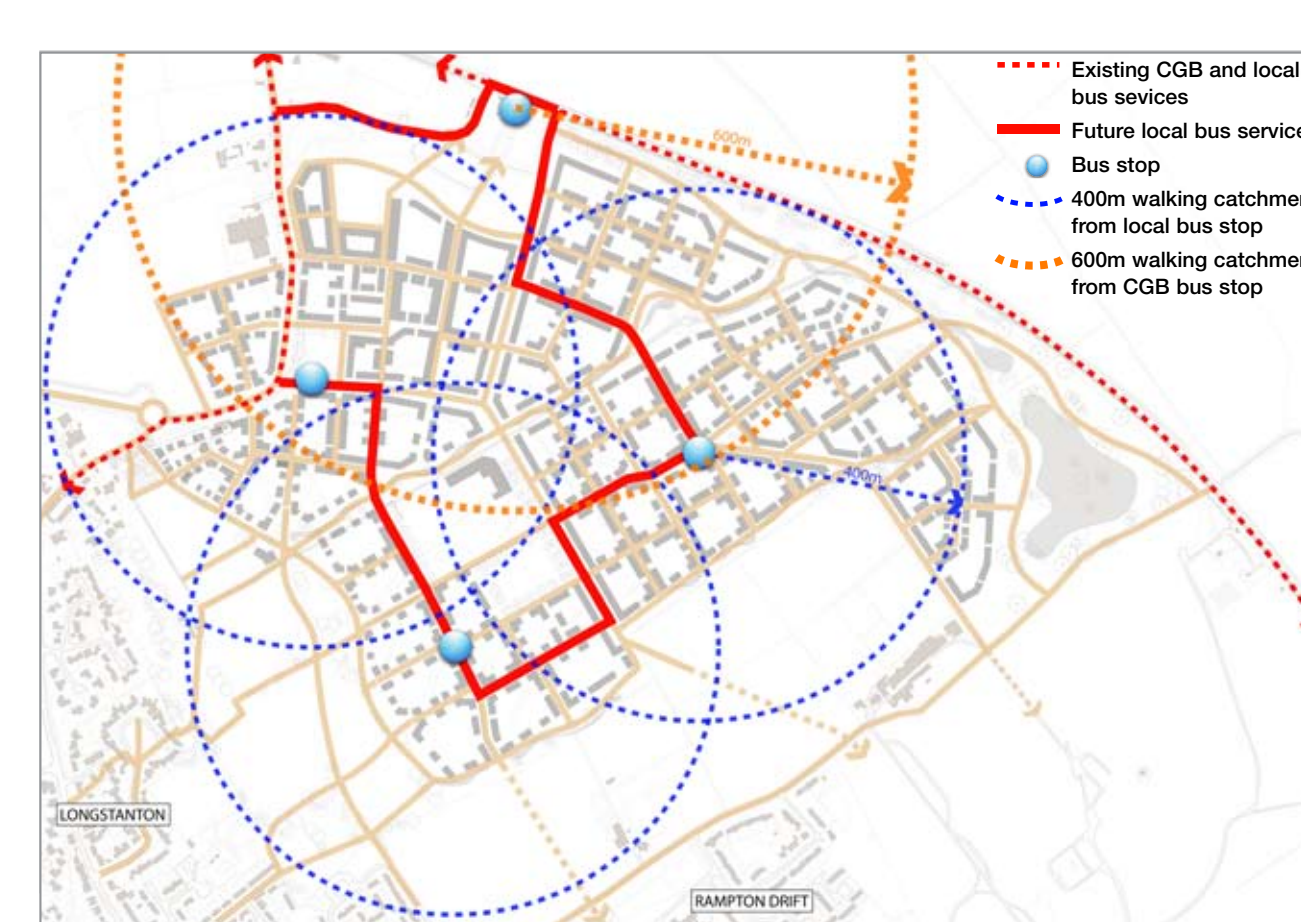 Existing CGB and local
bus sevices
Future local bus service
Bus stop
400m walking catchmen
from local bus stop
600m walking catchmen
from CGB bus stop
600m
400m
LONGSTANTON
RAMPTON DRIFT